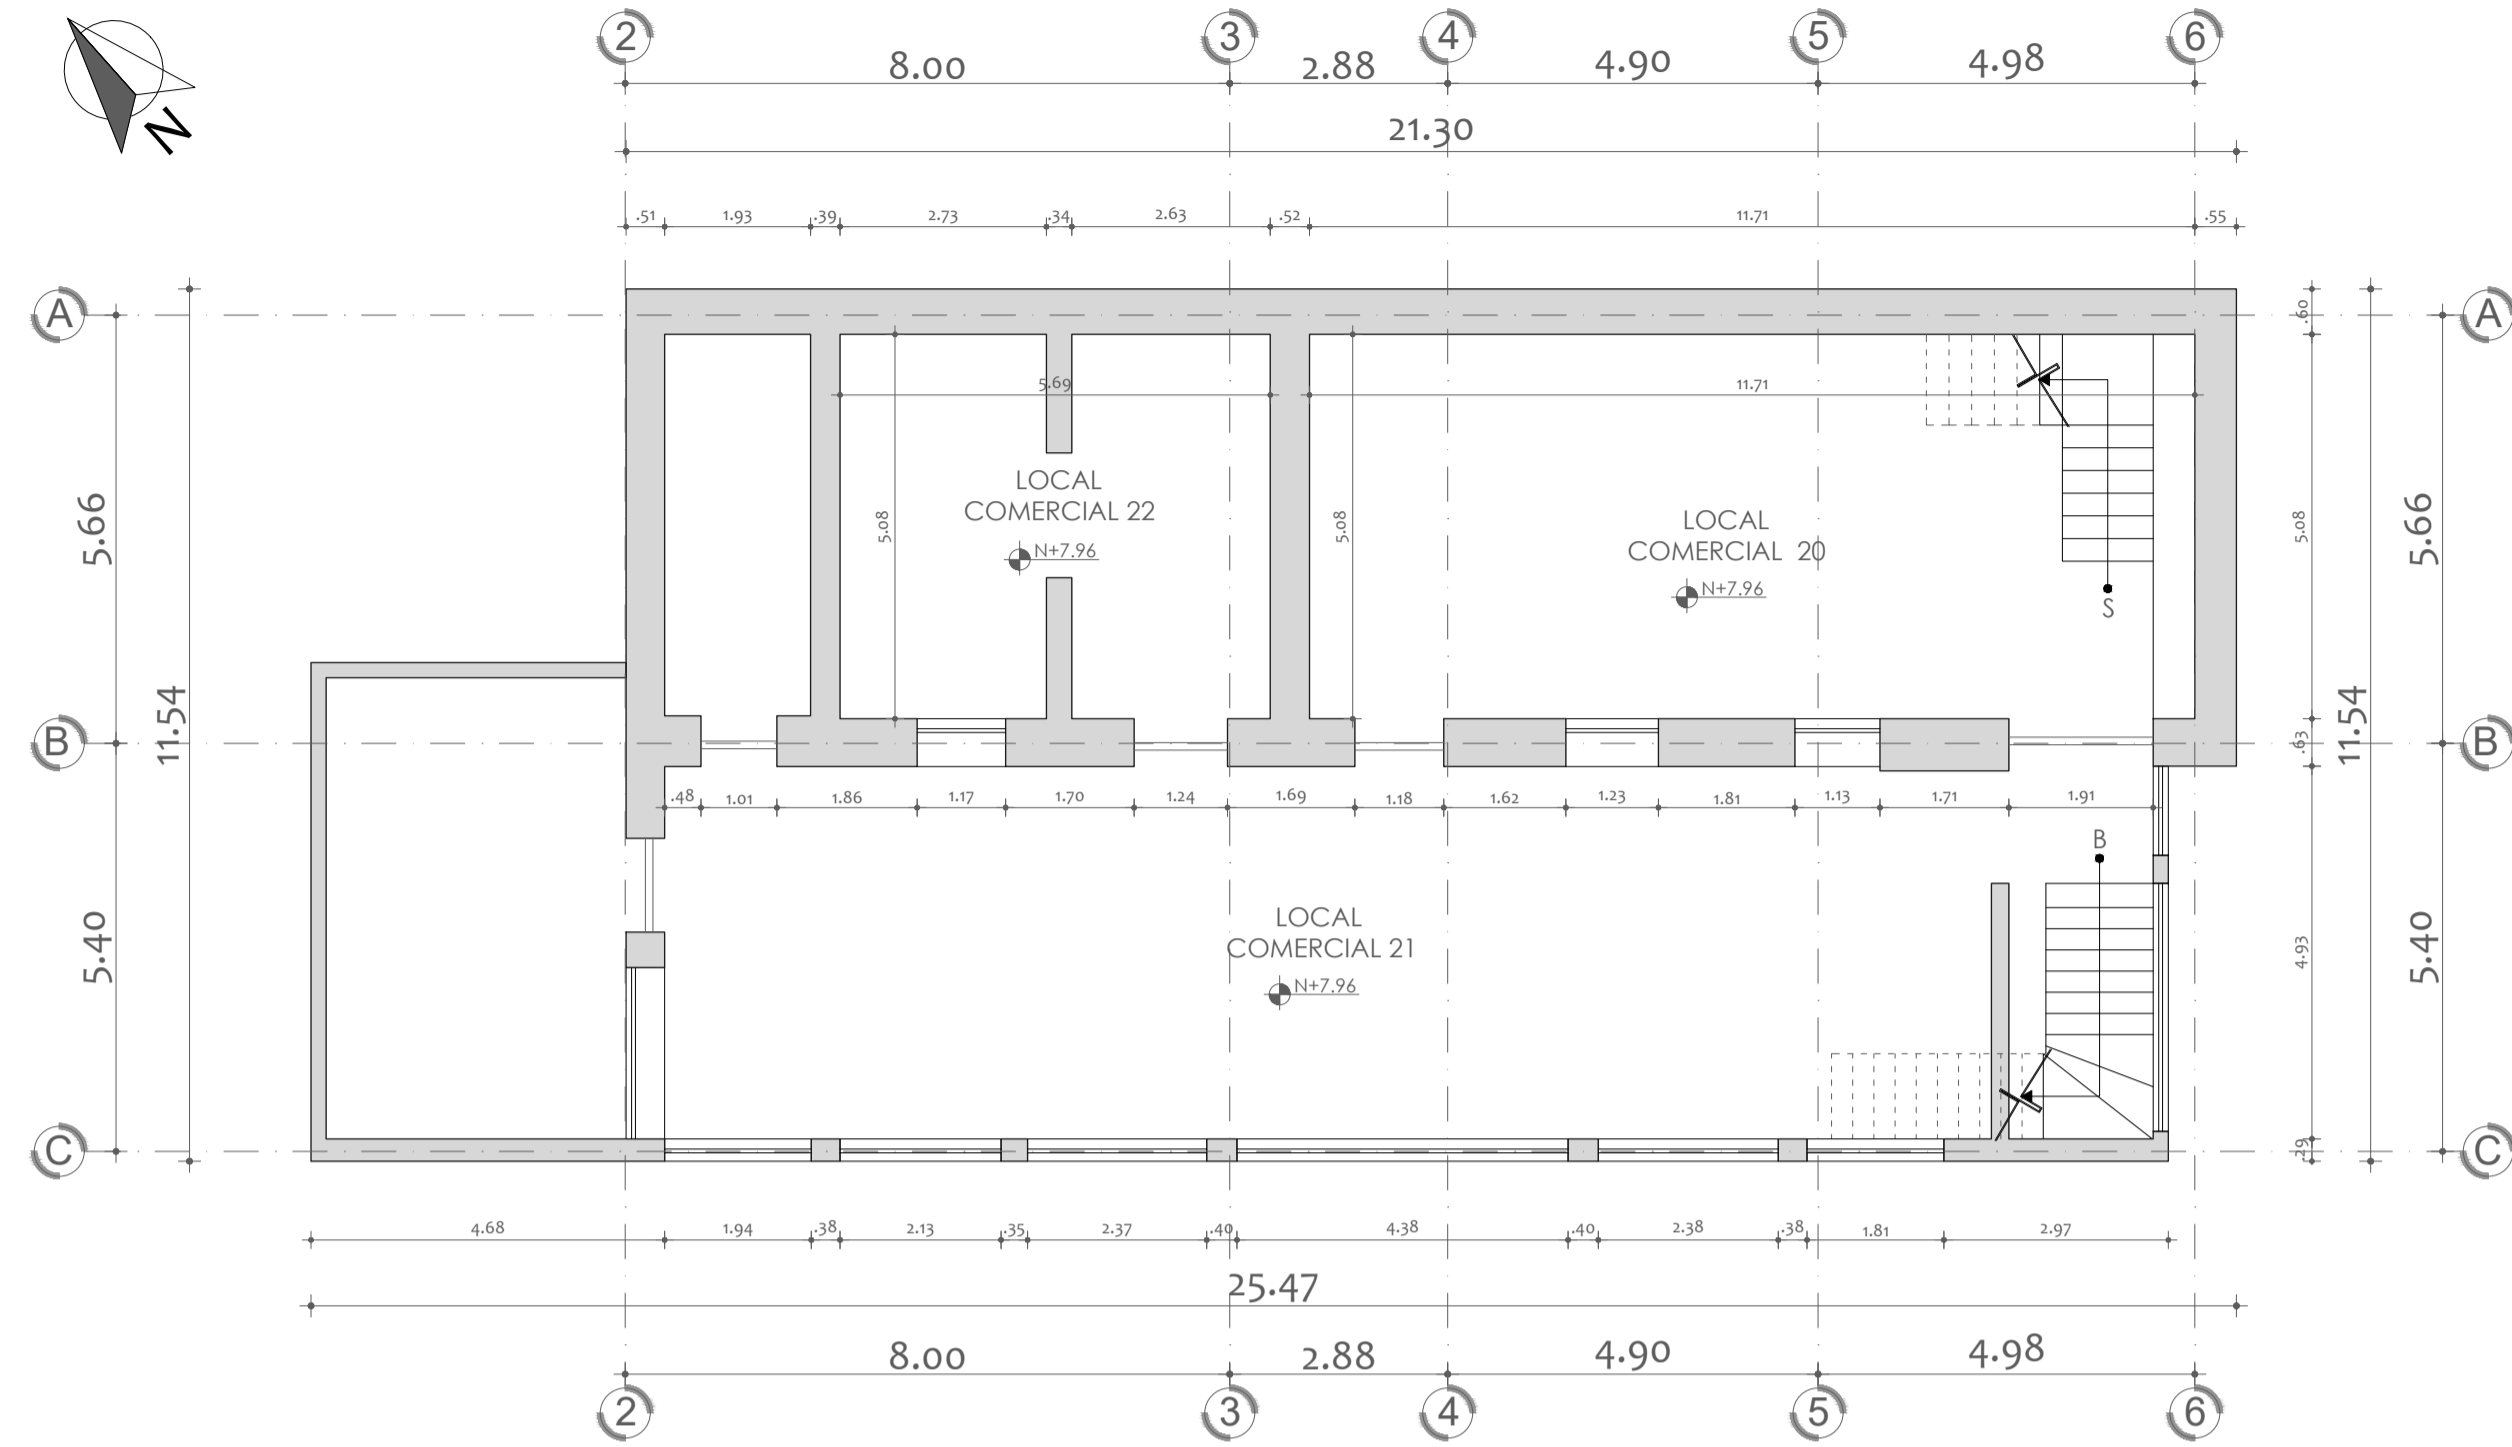 N
2 3 4 5 6
8.00 2.88 4.90 4.98
21.30
.51 1.93 .39 2.73 .34 2.63 .52 11.71 .55
A A
.60
5.69 11.71
LOCAL
COMERCIAL 22
N+7.96
5.08 5.08
LOCAL
COMERCIAL 20
N+7.96
S
5.08
5.66 5.66
11.54 11.54
B B
.63
.48 1.01 1.86 1.17 1.70 1.24 1.69 1.18 1.62 1.23 1.81 1.13 1.71 1.91
B
LOCAL
COMERCIAL 21
N+7.96
5.40 4.93 5.40
C C
.29
4.68 1.94 .38 2.13 .35 2.37 .40 4.38 .40 2.38 .38 1.81 2.97
25.47
8.00 2.88 4.90 4.98
2 3 4 5 6